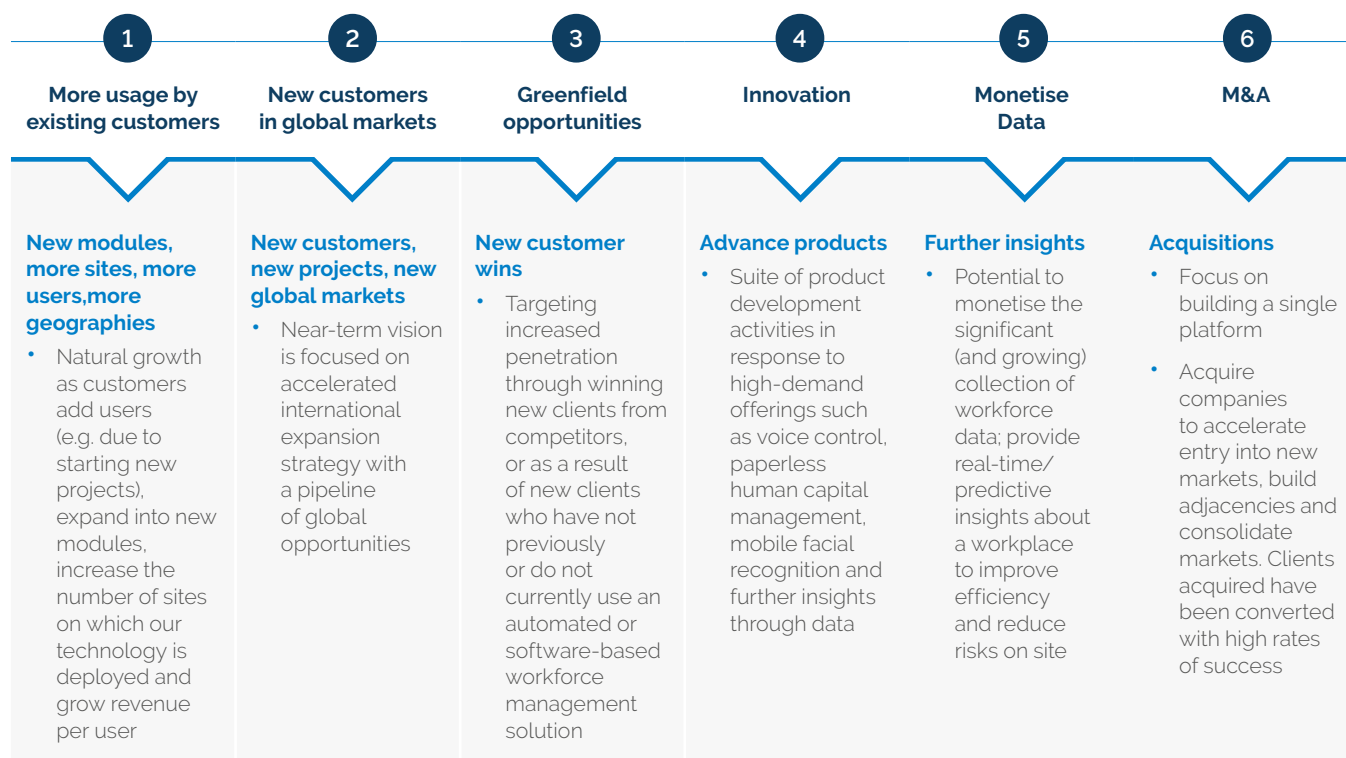 1
More usage by
existing customers
New modules,
more sites, more
users,more
geographies
• Natural growth
as customers
add users
(e.g. due to
starting new
projects),
expand into new
modules,
increase the
number of sites
on which our
technology is
deployed and
grow revenue
per user
2
New customers
in global markets
New customers,
new projects, new
global markets
• Near-term vision
is focused on
accelerated
international
expansion
strategy with
a pipeline
of global
opportunities
3
Greenfield
opportunities
New customer
wins
• Targeting
increased
penetration
through winning
new clients from
competitors,
or as a result
of new clients
who have not
previously
or do not
currently use an
automated or
software-based
workforce
management
solution
4
Innovation
Advance products
• Suite of product
development
activities in
response to
high-demand
offerings such
as voice control,
paperless
human capital
management,
mobile facial
recognition and
further insights
through data
5
Monetise
Data
Further insights
• Potential to
monetise the
significant
(and growing)
collection of
workforce
data; provide
real-time/
predictive
insights about
a workplace
to improve
efficiency
and reduce
risks on site
6
M&A
Acquisitions
• Focus on
building a single
platform
• Acquire
companies
to accelerate
entry into new
markets, build
adjacencies and
consolidate
markets. Clients
acquired have
been converted
with high rates
of success